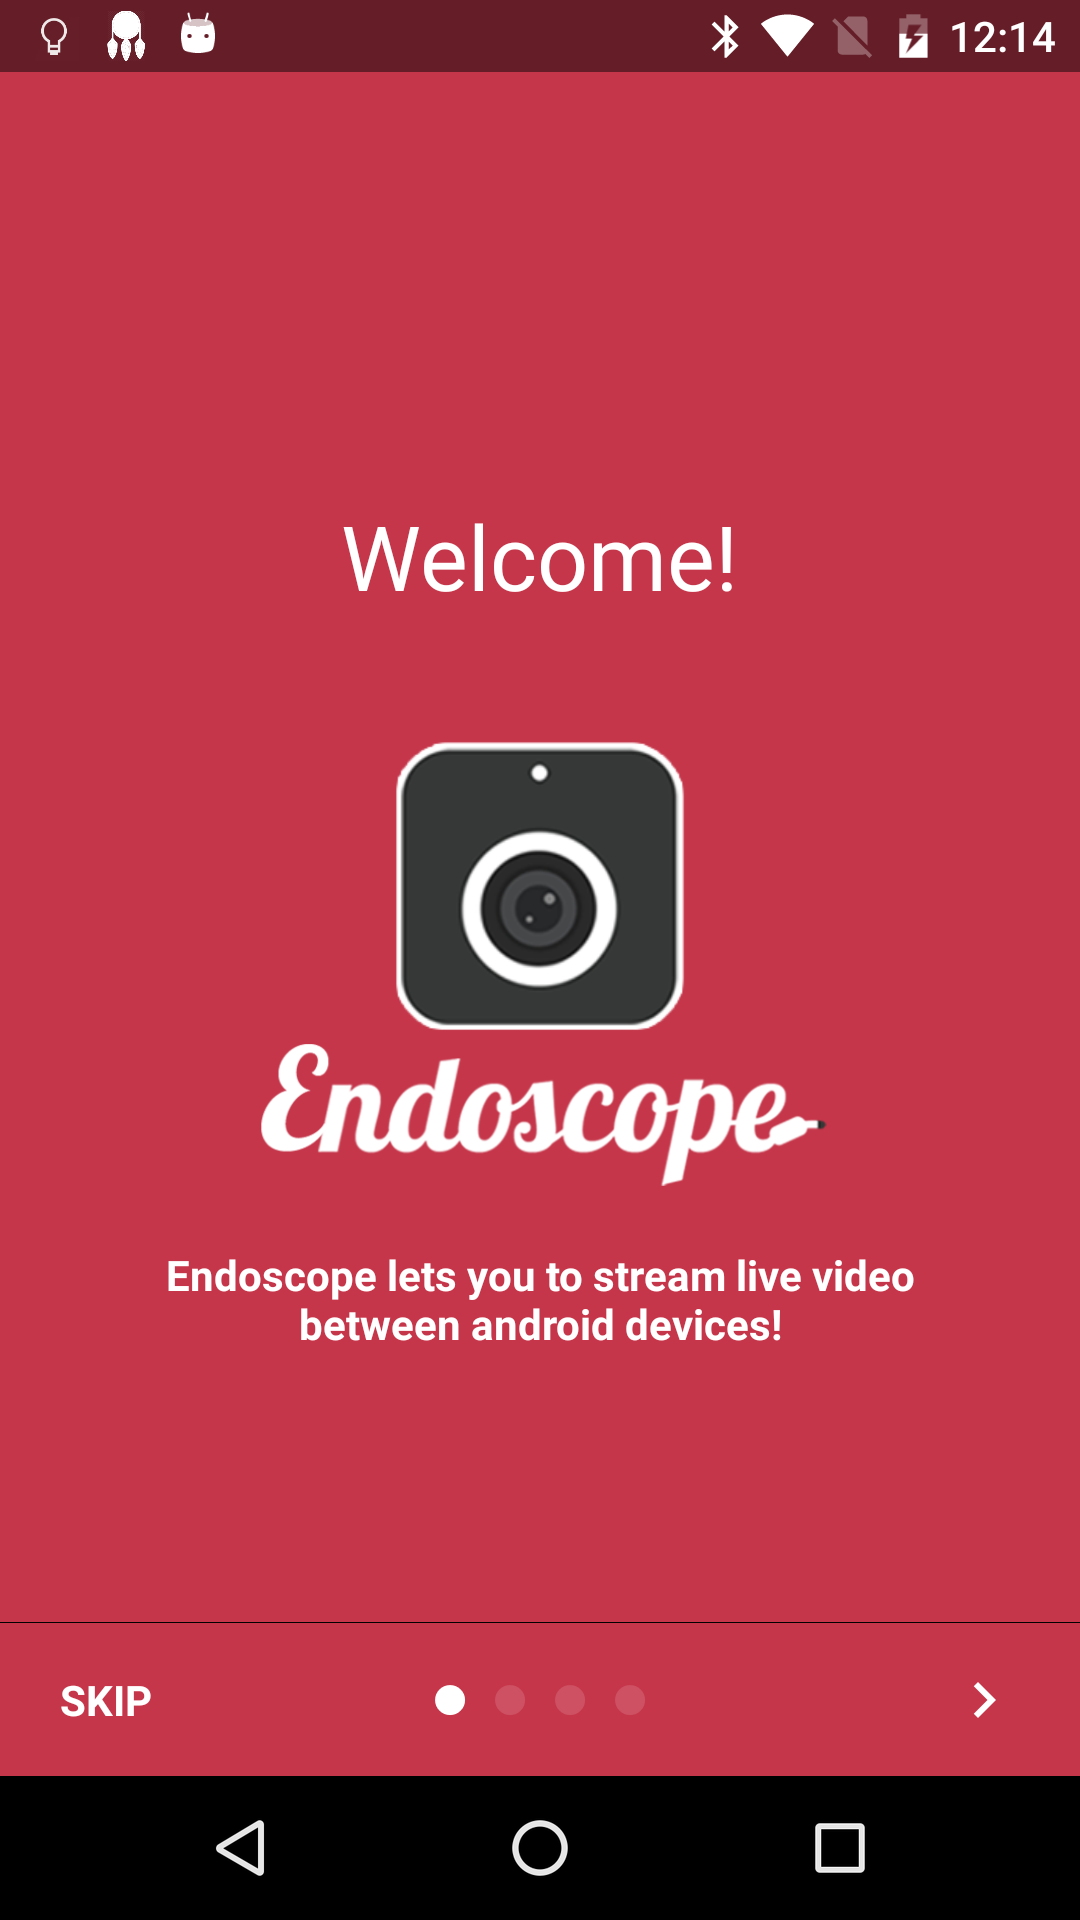 12:14
Welcome!
Endoscope
Endoscope lets you to stream live video
between android devices!
SKIP